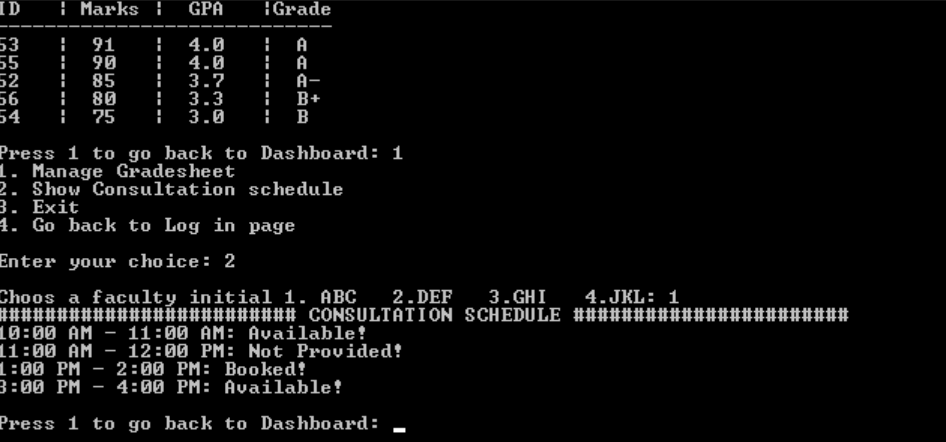 ID | Marks | GPA |Grade
----------------------------
53 | 91 | 4.0 | A
55 | 90 | 4.0 | A
52 | 85 | 3.7 | A-
56 | 80 | 3.3 | B+
54 | 75 | 3.0 | B
Press 1 to go back to Dashboard: 1
1. Manage Gradesheet
2. Show Consultation schedule
3. Exit
4. Go back to Log in page
Enter your choice: 2
Choos a faculty initial 1. ABC 2.DEF 3.GHI 4.JKL: 1
######################### CONSULTATION SCHEDULE #######################
10:00 AM - 11:00 AM: Available!
11:00 AM - 12:00 PM: Not Provided!
1:00 PM - 2:00 PM: Booked!
3:00 PM - 4:00 PM: Available!
Press 1 to go back to Dashboard: _